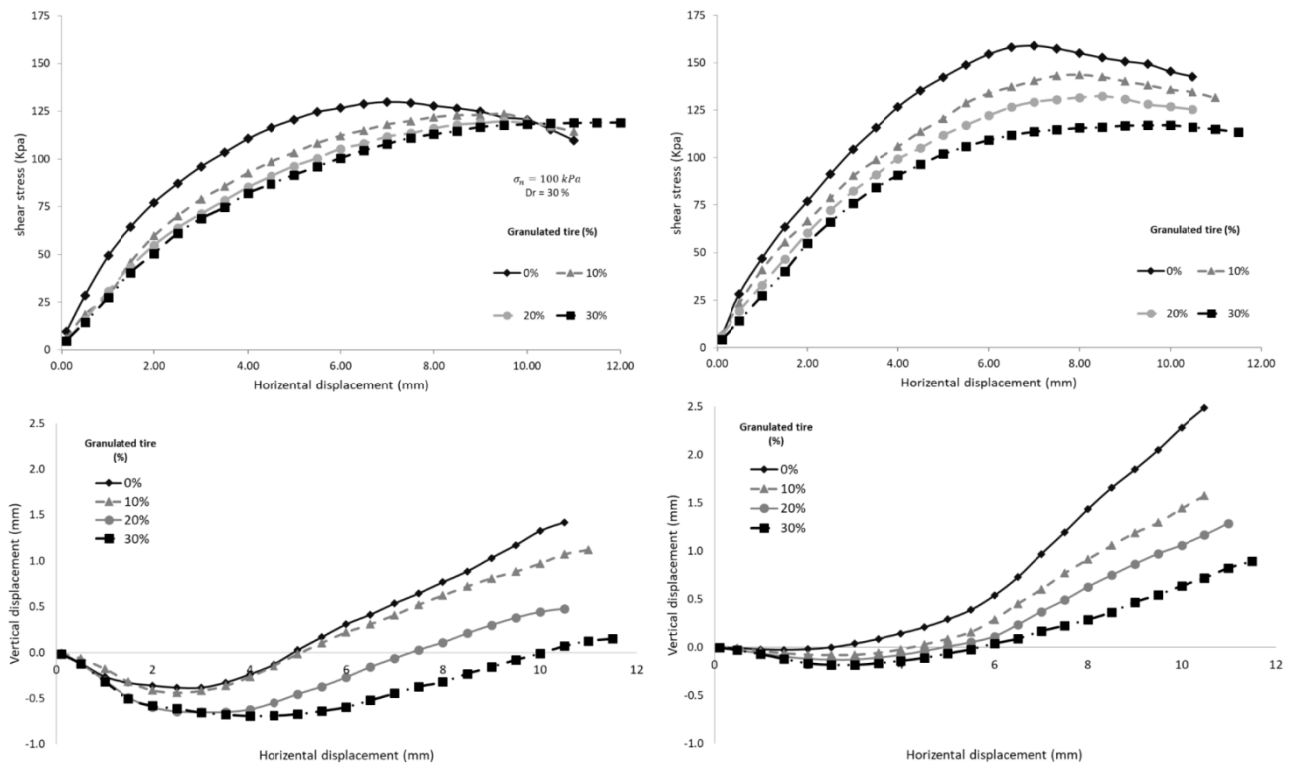 175
150
125
100
75
50
25
0
shear stress (Kpa)
0.00 2.00 4.00 6.00 8.00 10.00 12.00
Horizental displacement (mm)
σn = 100 kPa
Dr = 30 %
Granulated tire (%)
0% 10%
20% 30%
175
150
125
100
75
50
25
0
shear stress (Kpa)
0.00 2.00 4.00 6.00 8.00 10.00 12.00
Horizental displacement (mm)
Granulated tire (%)
0% 10%
20% 30%
2.5
2.0
1.5
1.0
0.5
0.0
-0.5
-1.0
Vertical displacement (mm)
Granulated tire
(%)
0%
10%
20%
30%
2 4 6 8 10 12
Horizental displacement (mm)
2.5
2.0
1.5
1.0
0.5
0.0
-0.5
-1.0
Vertical displacement (mm)
Granulated tire
(%)
0%
10%
20%
30%
2 4 6 8 10 12
Horizental displacement (mm)